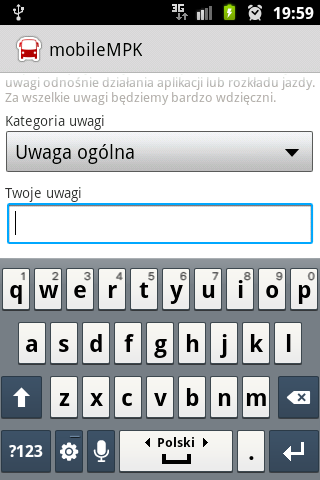 3G
19:59
mobileMPK
uwagi odnośnie działania aplikacji lub rozkładu jazdy.
Za wszelkie uwagi będziemy bardzo wdzięczni.
Kategoria uwagi
Uwaga ogólna
Twoje uwagi
1 2 3 4 5 6 7 8 9 0
q w e r t y u i o p
a s d f g h j k l
z x c v b n m
?123 Polski .